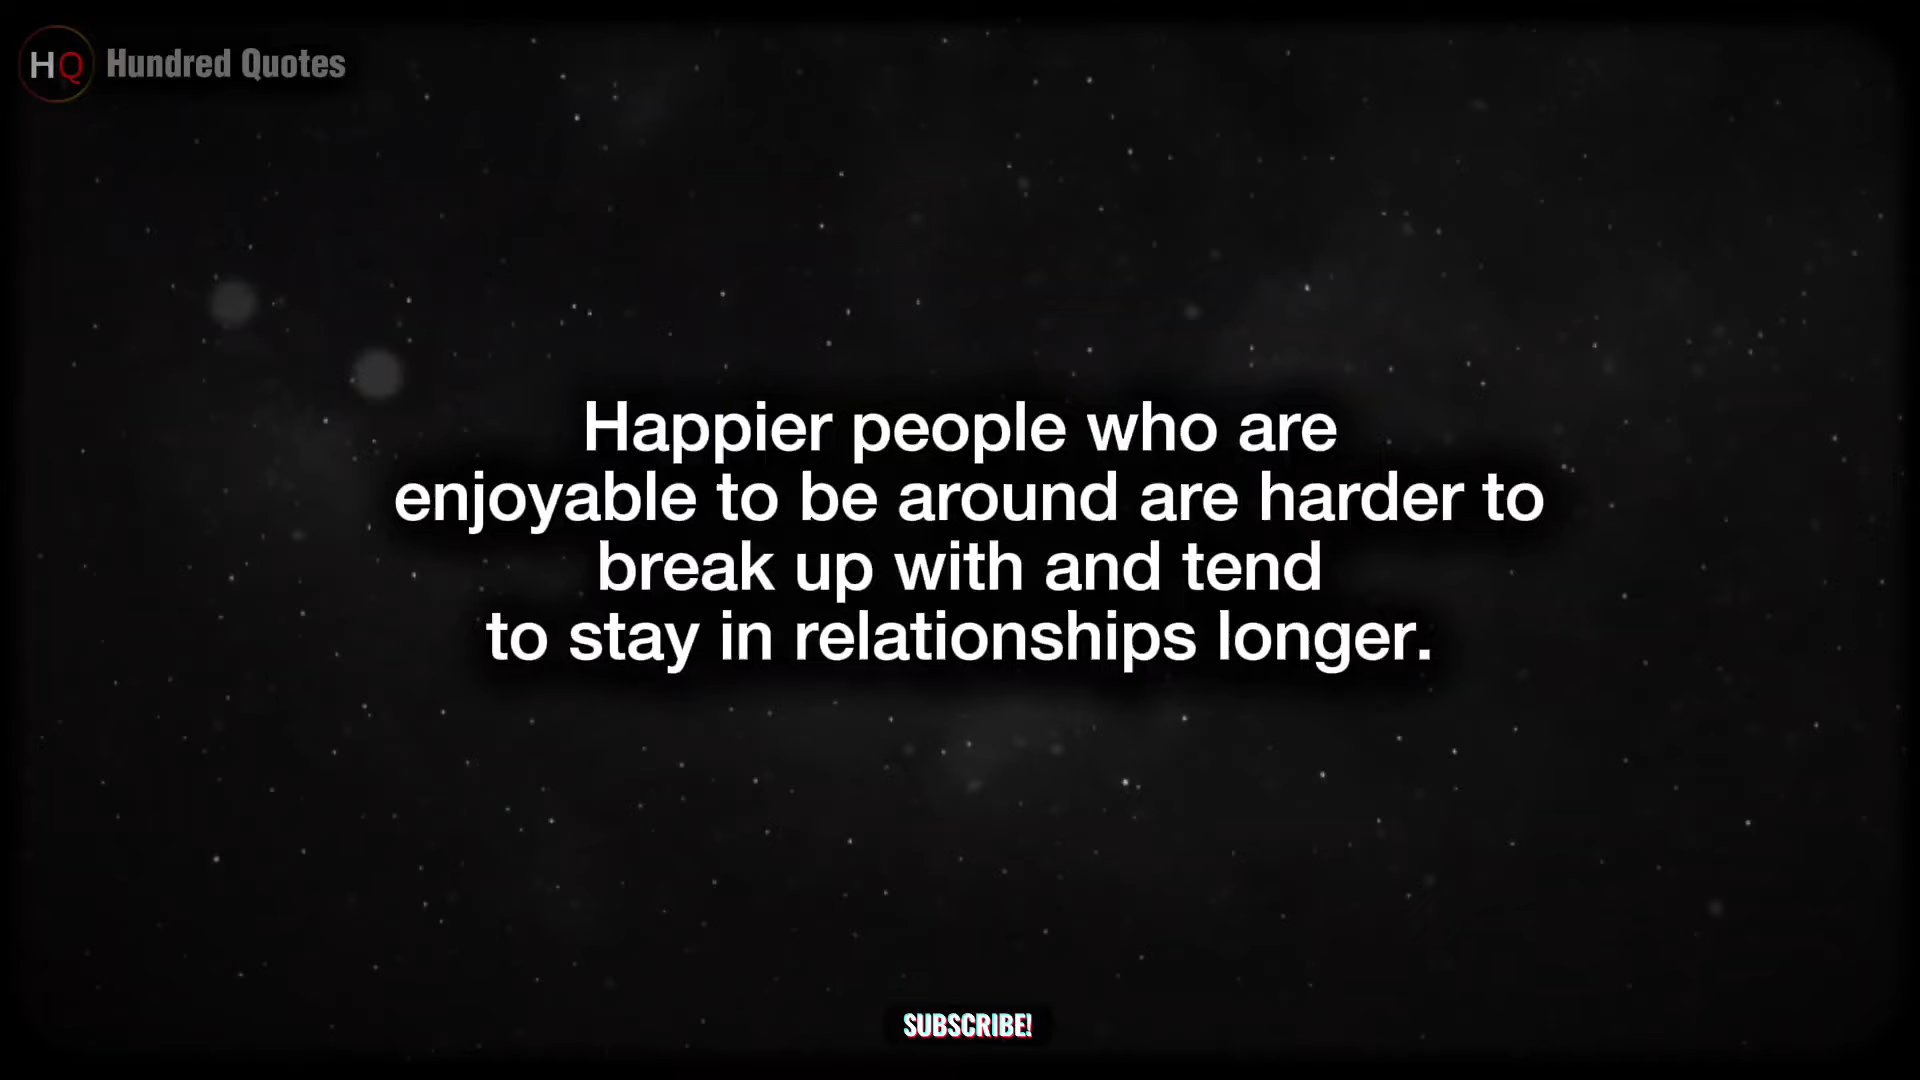 HQ Hundred Quotes
Happier people who are
enjoyable to be around are harder to
break up with and tend
to stay in relationships longer.
SUBSCRIBE!